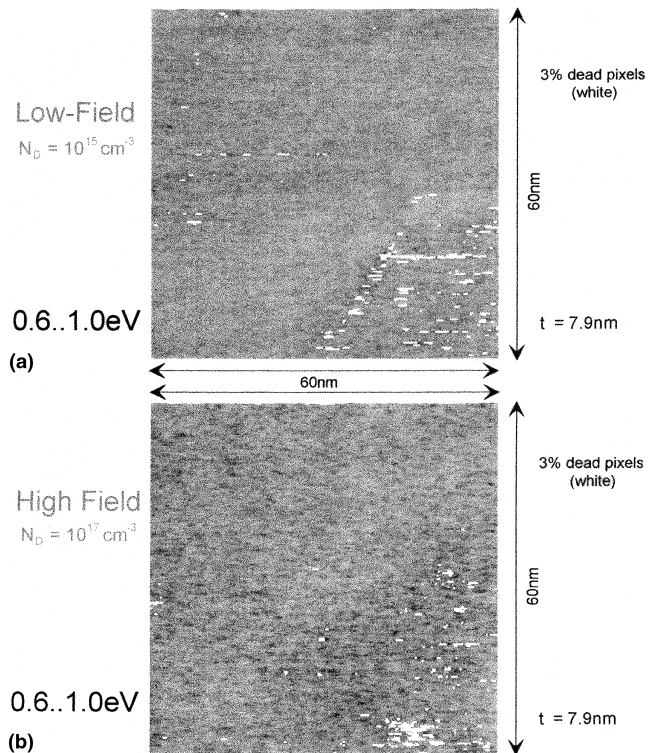 3% dead pixels
(white)
Low-Field
N_D = 10^15 cm^-3
60nm
0.6..1.0eV
t = 7.9nm
(a)
60nm
3% dead pixels
(white)
High Field
N_D = 10^17 cm^-3
60nm
0.6..1.0eV
t = 7.9nm
(b)